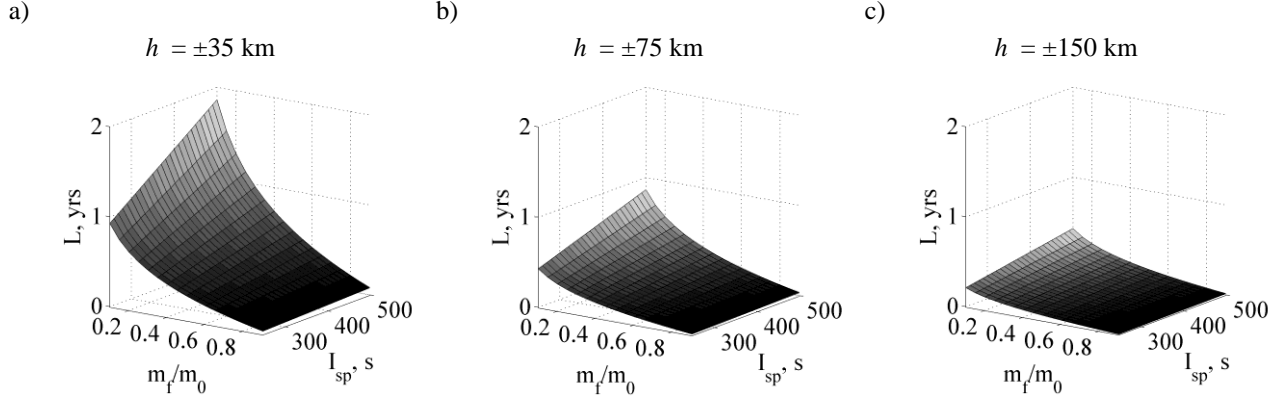 a)
h = ±35 km
2
1
0
L, yrs
0.2
0.4
0.6
0.8
m_f/m_0
300
400
500
I_sp, s
b)
h = ±75 km
2
1
0
L, yrs
0.2
0.4
0.6
0.8
m_f/m_0
300
400
500
I_sp, s
c)
h = ±150 km
2
1
0
L, yrs
0.2
0.4
0.6
0.8
m_f/m_0
300
400
500
I_sp, s